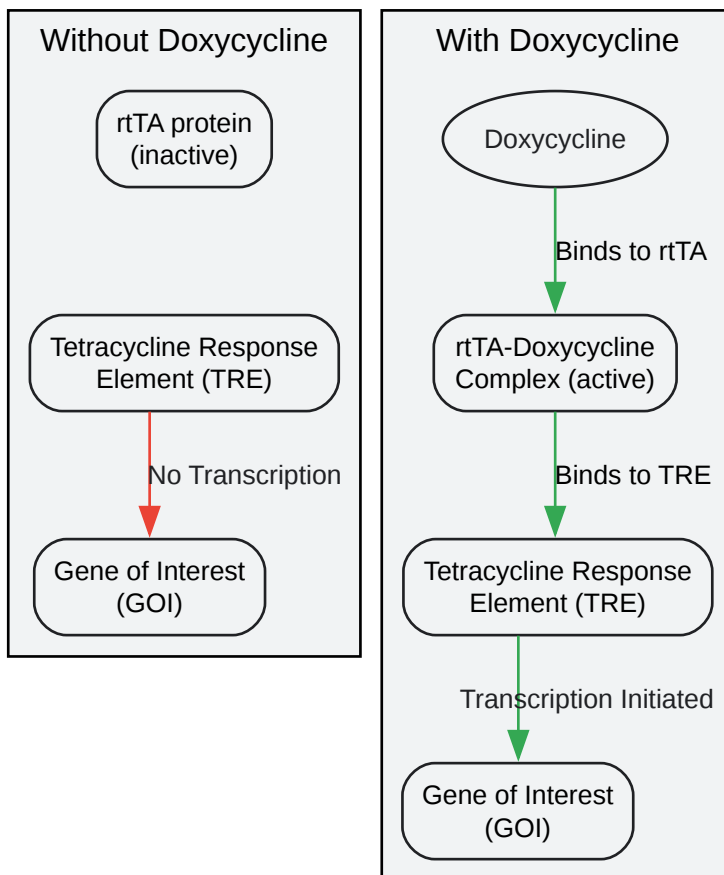 Without Doxycycline
rtTA protein
(inactive)
Tetracycline Response
Element (TRE)
No Transcription
Gene of Interest
(GOI)
With Doxycycline
Doxycycline
Binds to rtTA
rtTA-Doxycycline
Complex (active)
Binds to TRE
Tetracycline Response
Element (TRE)
Transcription Initiated
Gene of Interest
(GOI)